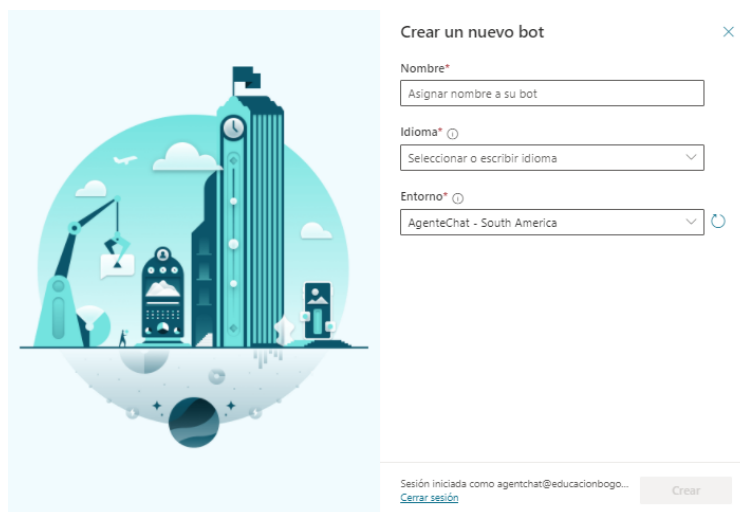 Crear un nuevo bot
Nombre*
Asignar nombre a su bot
Idioma*
Seleccionar o escribir idioma
Entorno*
AgenteChat - South America
Sesión iniciada como agentchat@educacionbogo...
Cerrar sesión
Crear